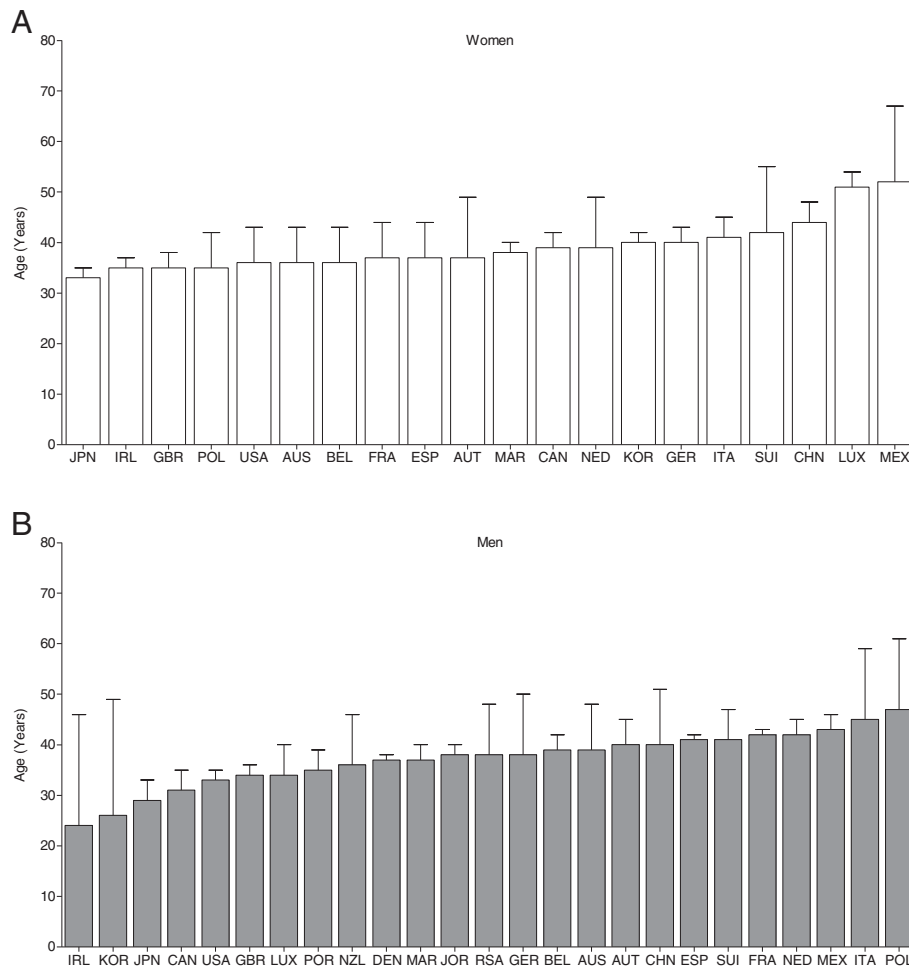 A
Women
80
70
60
50
40
30
20
10
0
Age (Years)
JPN IRL GBR POL USA AUS BEL FRA ESP AUT MAR CAN NED KOR GER ITA SUI CHN LUX MEX
B
Men
80
70
60
50
40
30
20
10
0
Age (Years)
IRL KOR JPN CAN USA GBR LUX POR NZL DEN MAR JOR RSA GER BEL AUS AUT CHN ESP SUI FRA NED MEX ITA POL